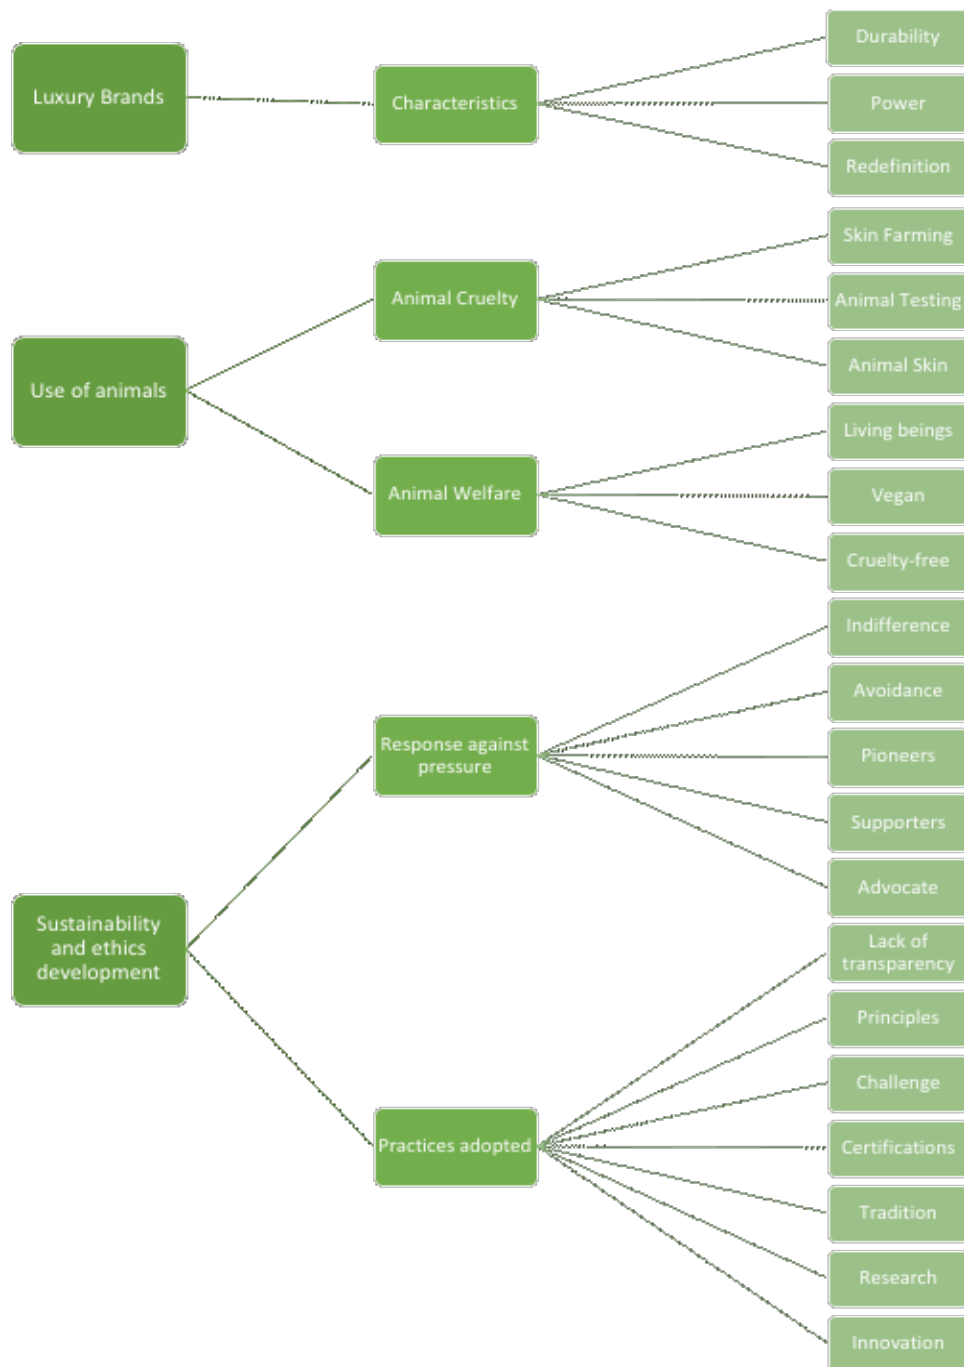 Luxury Brands
Characteristics
Durability
Power
Redefinition
Use of animals
Animal Cruelty
Skin Farming
Animal Testing
Animal Skin
Animal Welfare
Living beings
Vegan
Cruelty-free
Sustainability
and ethics
development
Response against
pressure
Indifference
Avoidance
Pioneers
Supporters
Advocate
Practices adopted
Lack of
transparency
Principles
Challenge
Certifications
Tradition
Research
Innovation